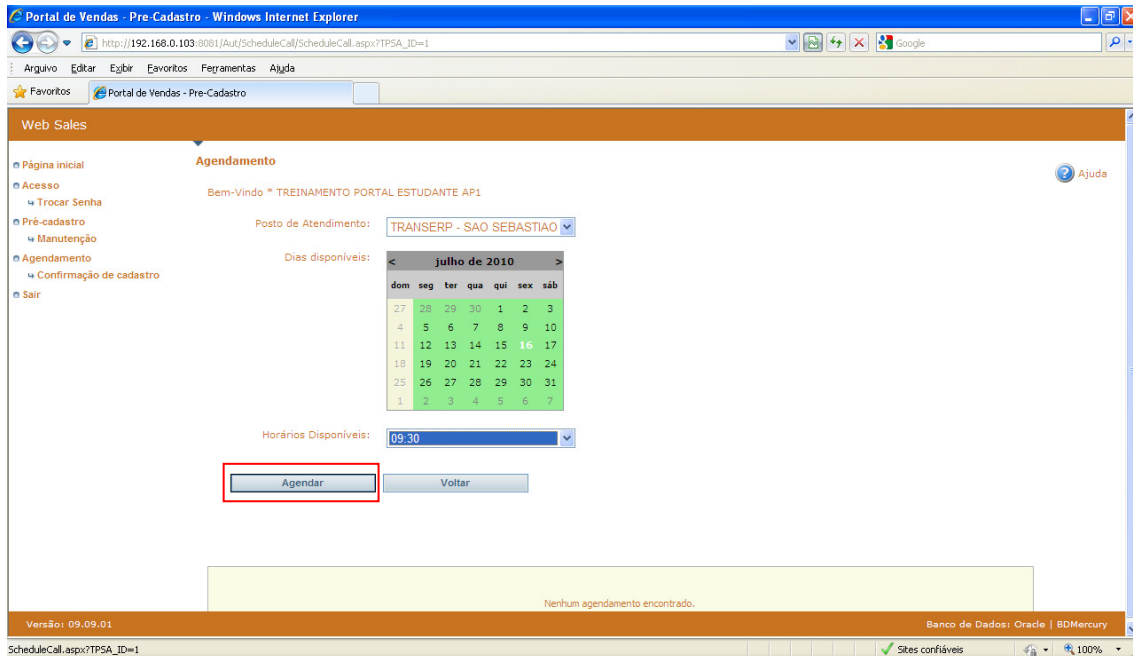 Portal de Vendas - Pre-Cadastro - Windows Internet Explorer
http://192.168.0.103:8081/Aut/ScheduleCall/ScheduleCall.aspx?TPSA_ID=1
Google
Arquivo Editar Exibir Favoritos Ferramentas Ajuda
Favoritos
Portal de Vendas - Pre-Cadastro
Web Sales
Página inicial
Acesso
Trocar Senha
Pré-cadastro
Manutenção
Agendamento
Confirmação de cadastro
Sair
Agendamento
Ajuda
Bem-Vindo * TREINAMENTO PORTAL ESTUDANTE AP1
Posto de Atendimento:
TRANSERP - SAO SEBASTIAO
Dias disponíveis:
< julho de 2010 >
dom seg ter qua qui sex sáb
27 28 29 30 1 2 3
4 5 6 7 8 9 10
11 12 13 14 15 16 17
18 19 20 21 22 23 24
25 26 27 28 29 30 31
1 2 3 4 5 6 7
Horários Disponíveis:
09:30
Agendar
Voltar
Nenhum agendamento encontrado.
Versão: 09.09.01
Banco de Dados: Oracle | BDMercury
ScheduleCall.aspx?TPSA_ID=1
Sites confiáveis
100%